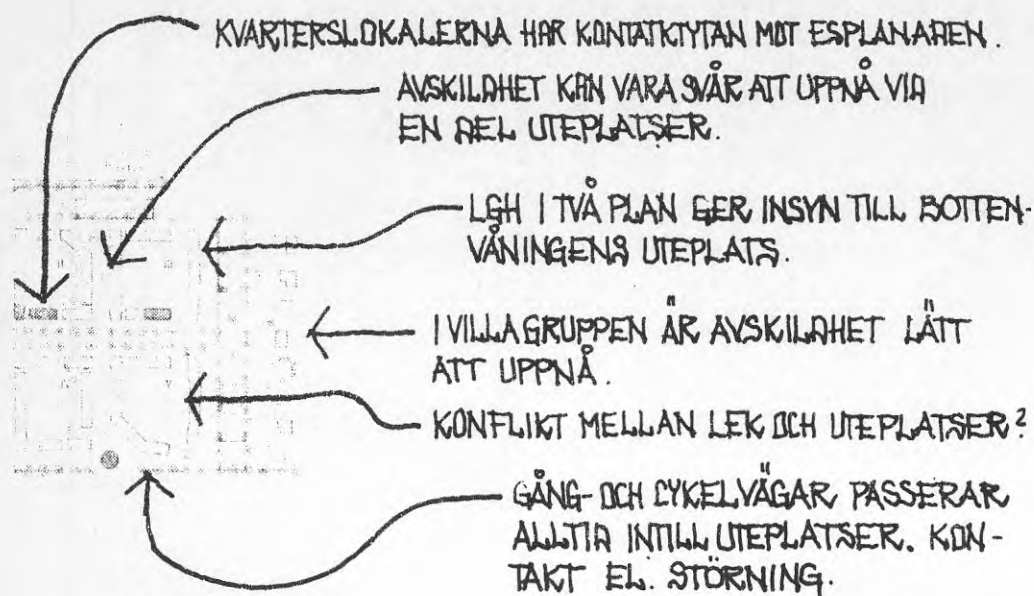 KVARTERSLOKALERNA HAR KONTATKTYTAN MOT ESPLANADEN.
AVSKILDHET KAN VARA SVÅR ATT UPPNÅ VIA
EN DEL UTEPLATSER.
LGH I TVÅ PLAN GER INSYN TILL BOTTEN-
VÅNINGENS UTEPLATS.
I VILLAGRUPPEN ÄR AVSKILDHET LÄTT
ATT UPPNÅ.
KONFLIKT MELLAN LEK OCH UTEPLATSER?
GÅNG- OCH CYKELVÄGAR PASSERAR
ALLTID INTILL UTEPLATSER. KON-
TAKT EL. STÖRNING.